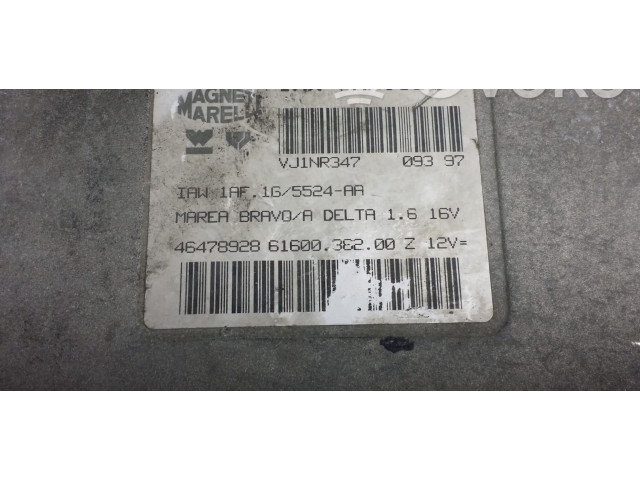 MAGNETI
MARELLI
VJ1NR347 093 97
IAW 1AF.16/5524-AA
MAREA BRAVO/A DELTA 1.6 16V
46478928 61600.382.00 Z 12V=